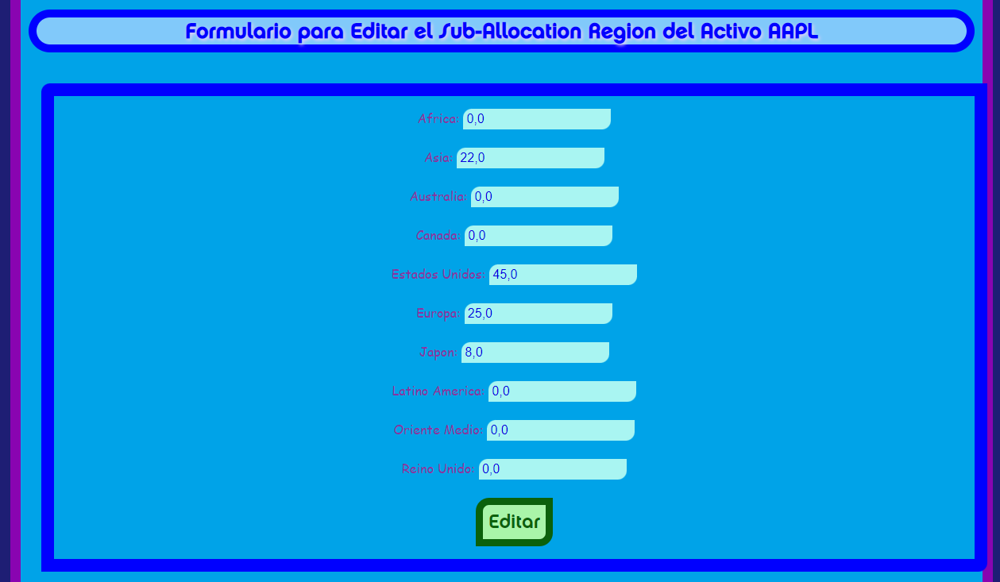 Formulario para Editar el Sub-Allocation Region del Activo AAPL
Africa: 0,0
Asia: 22,0
Australia: 0,0
Canada: 0,0
Estados Unidos: 45,0
Europa: 25,0
Japon: 8,0
Latino America: 0,0
Oriente Medio: 0,0
Reino Unido: 0,0
Editar